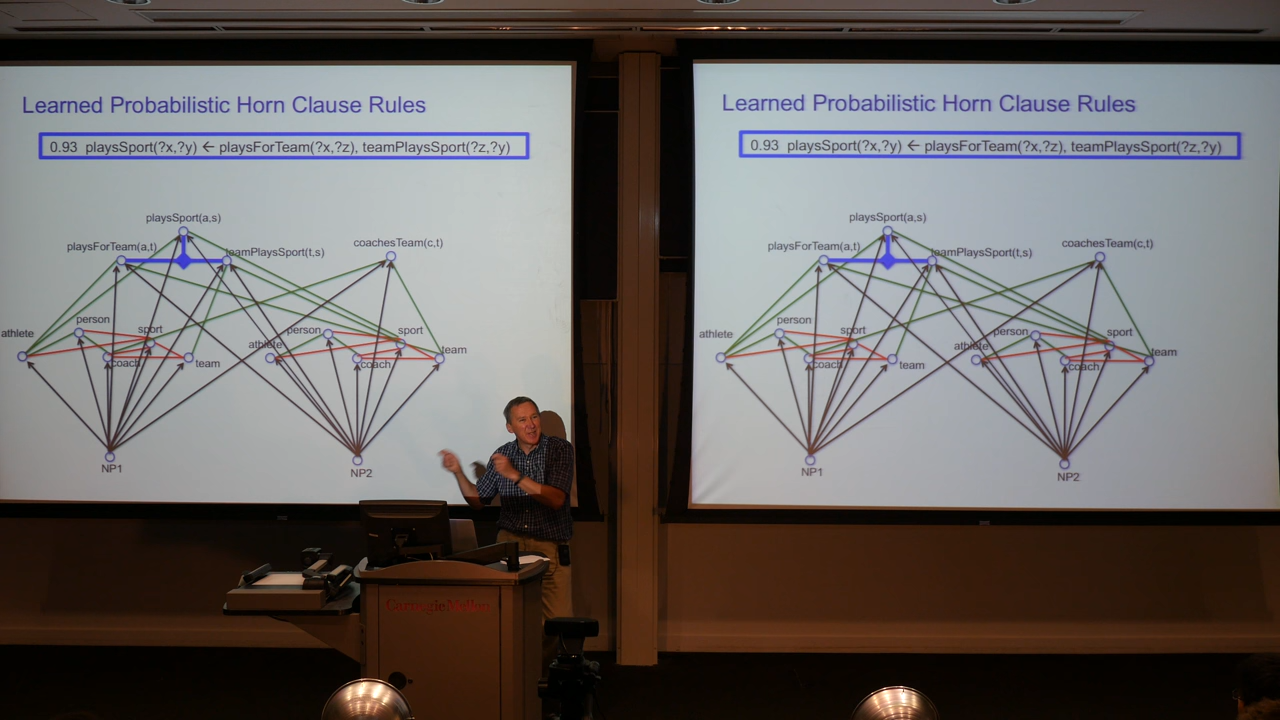 Learned Probabilistic Horn Clause Rules
0.93 playsSport(?x,?y) ← playsForTeam(?x,?z), teamPlaysSport(?z,?y)
playsSport(a,s)
playsForTeam(a,t)
teamPlaysSport(t,s)
coachesTeam(c,t)
person
sport
athlete
coach
team
person
sport
athlete
coach
team
NP1
NP2
Learned Probabilistic Horn Clause Rules
0.93 playsSport(?x,?y) ← playsForTeam(?x,?z), teamPlaysSport(?z,?y)
playsSport(a,s)
playsForTeam(a,t)
teamPlaysSport(t,s)
coachesTeam(c,t)
person
sport
athlete
coach
team
person
sport
athlete
coach
team
NP1
NP2
Carnegie Mellon